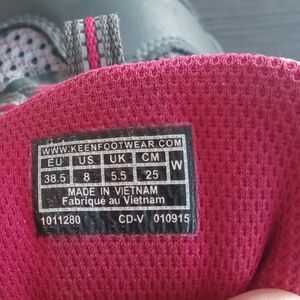 WWW.KEENFOOTWEAR.COM
EU US UK CM W
38.5 8 5.5 25
MADE IN VIETNAM
Fabriqué au Vietnam
1011280 CD-V 010915